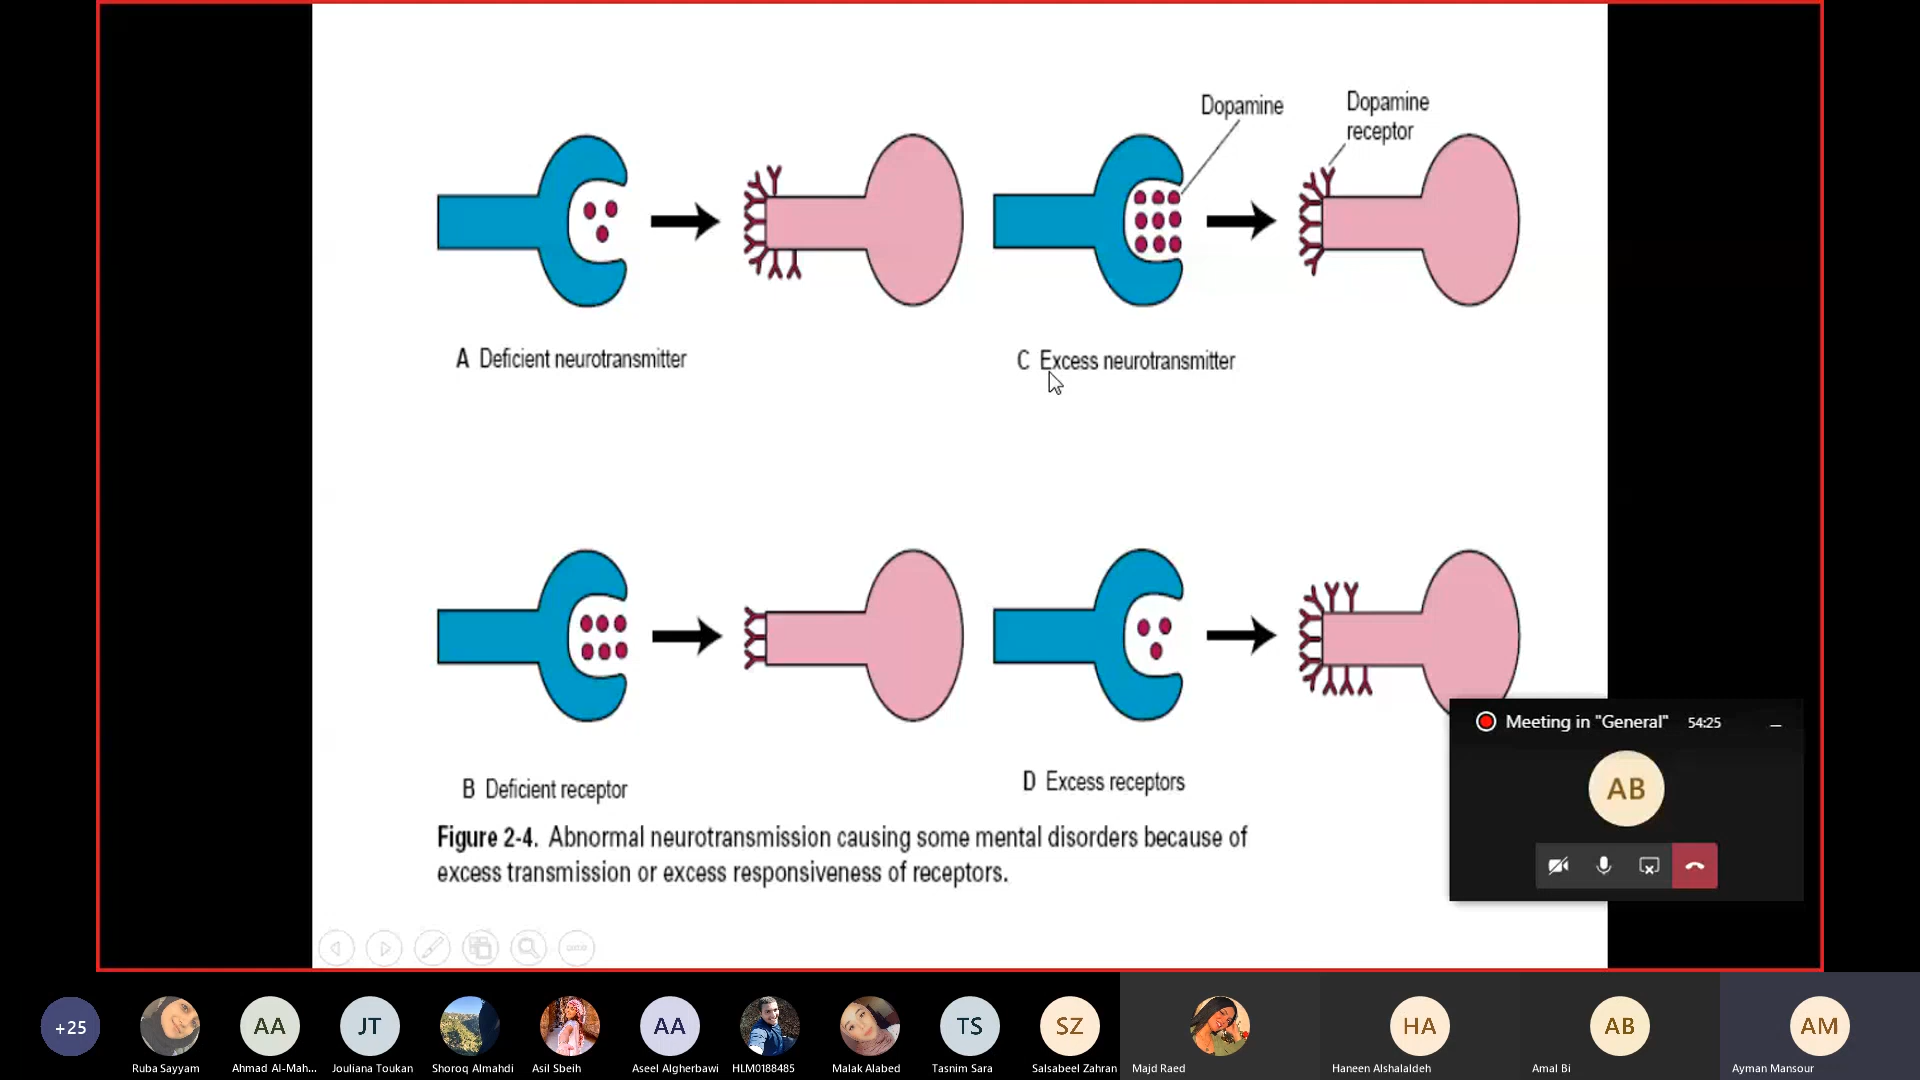 Dopamine
Dopamine
receptor
A Deficient neurotransmitter
C Excess neurotransmitter
B Deficient receptor
D Excess receptors
Figure 2-4. Abnormal neurotransmission causing some mental disorders because of
excess transmission or excess responsiveness of receptors.
Meeting in "General" 54:25
AB
+25
AA
JT
AA
TS
SZ
HA
AB
AM
Ruba Sayyam
Ahmad Al-Mah...
Jouliana Toukan
Shoroq Almahdi
Asil Sbeih
Aseel Algherbawi
HLM0188485
Malak Alabed
Tasnim Sara
Salsabeel Zahran
Majd Raed
Haneen Alshalaldeh
Amal Bi
Ayman Mansour